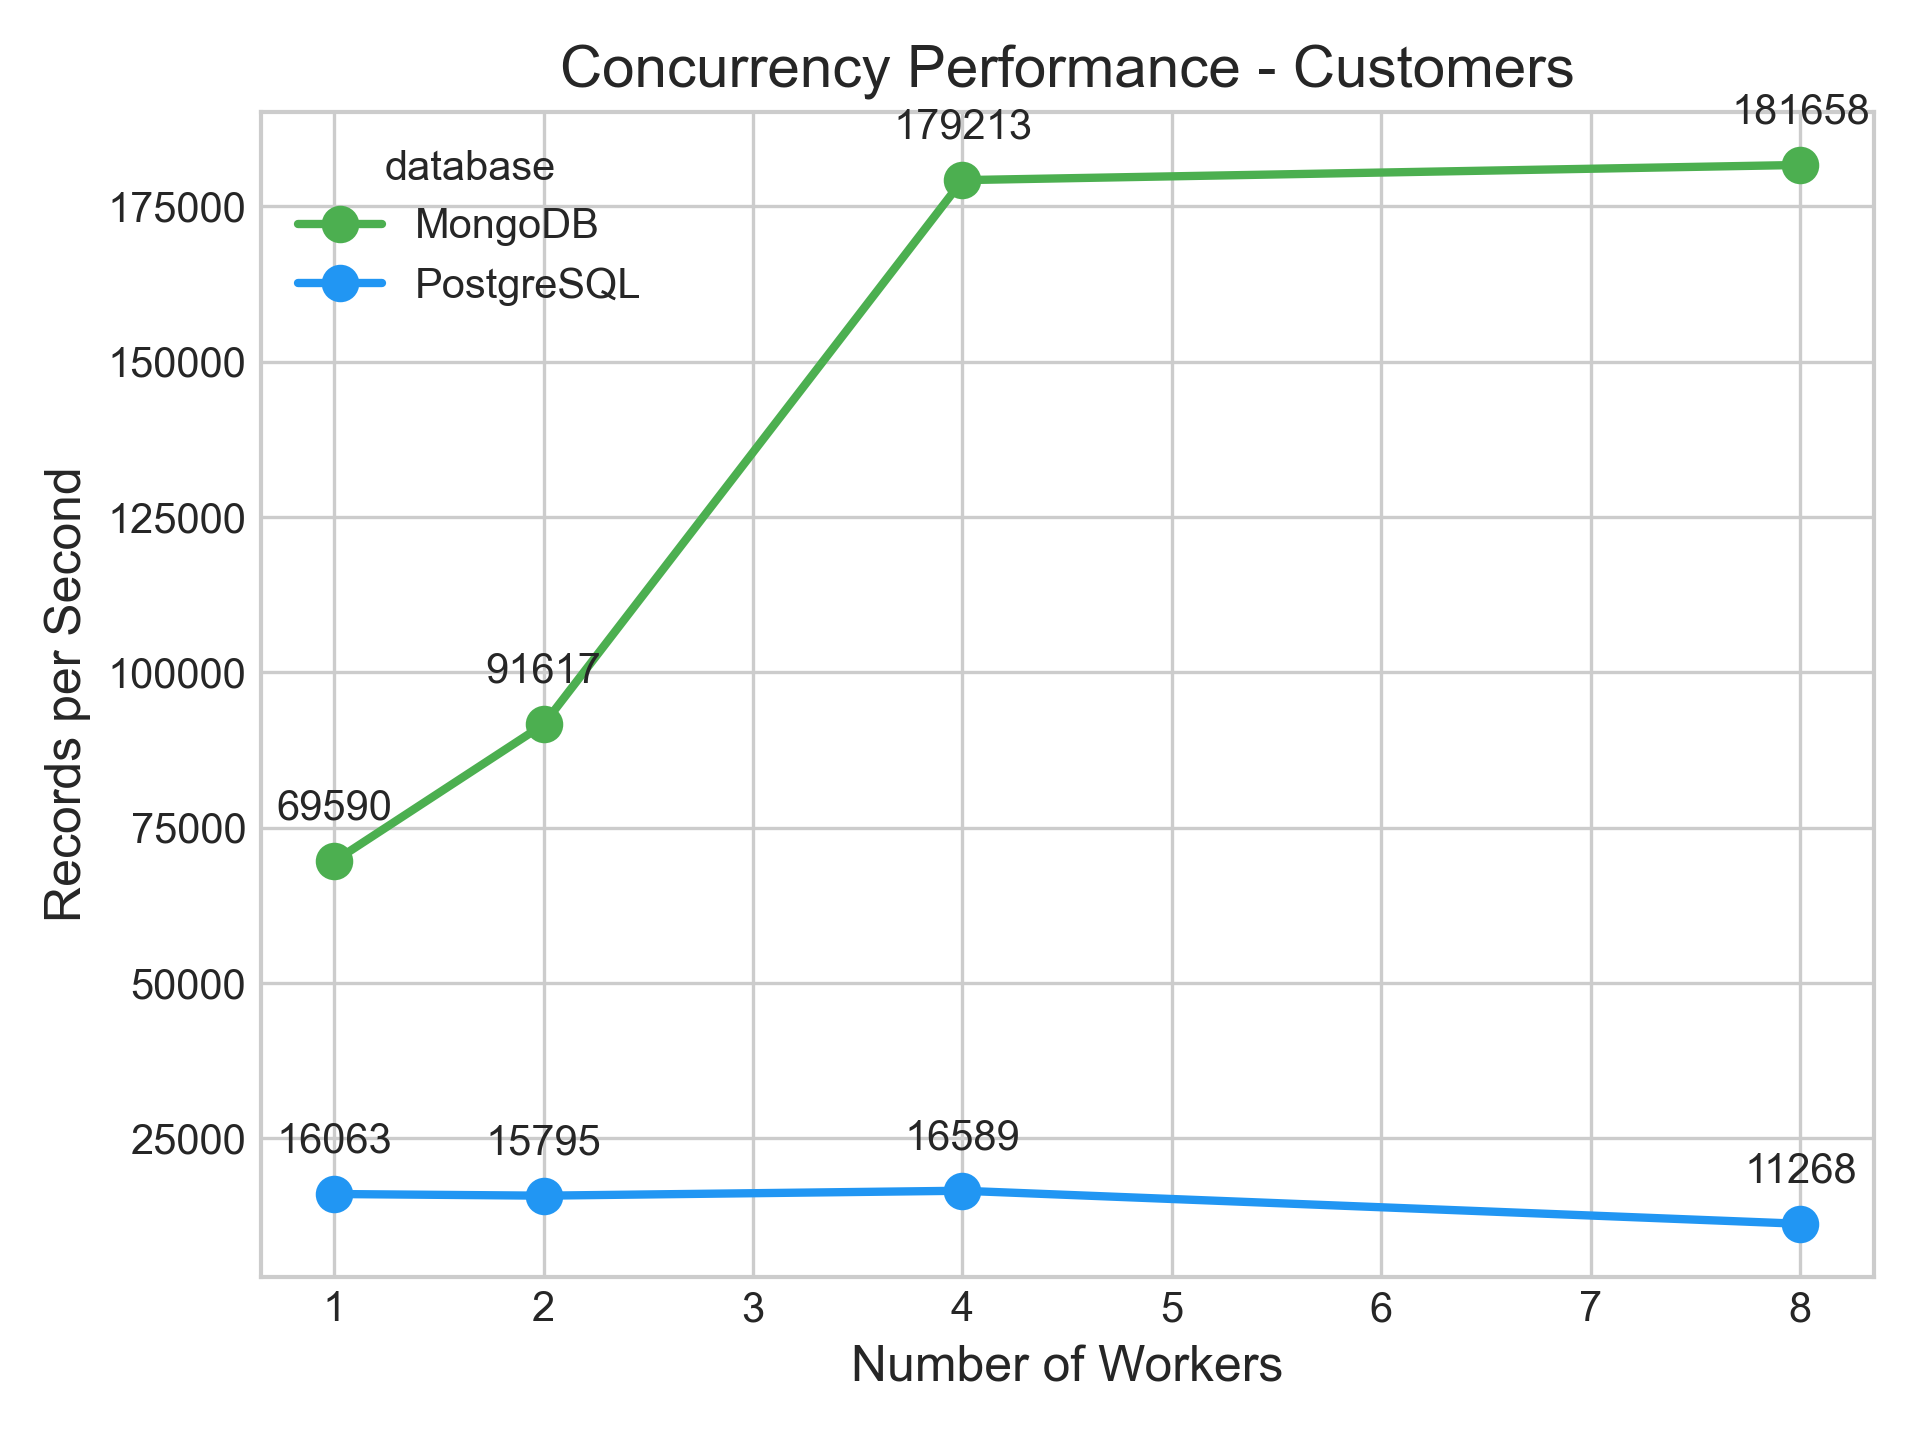 Concurrency Performance - Customers
179213
181658
database
MongoDB
PostgreSQL
175000
150000
125000
100000
75000
50000
25000
91617
69590
16063
15795
16589
11268
Records per Second
1 2 3 4 5 6 7 8
Number of Workers